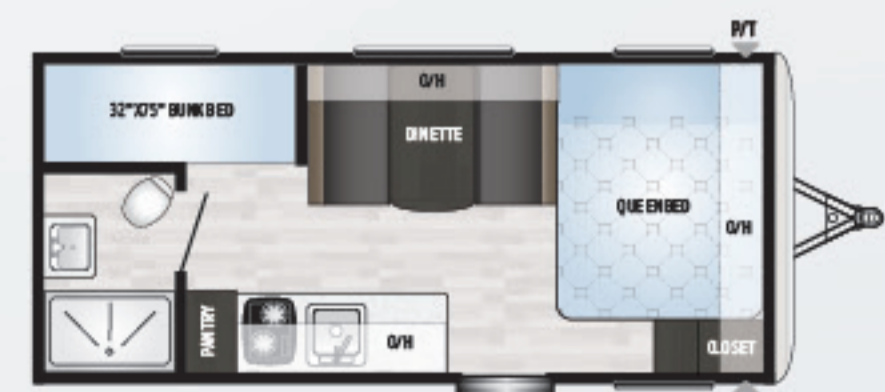 P/T
32"X75" BUNK BED
O/H
DINETTE
QUEEN BED
O/H
PANTRY
O/H
CLOSET